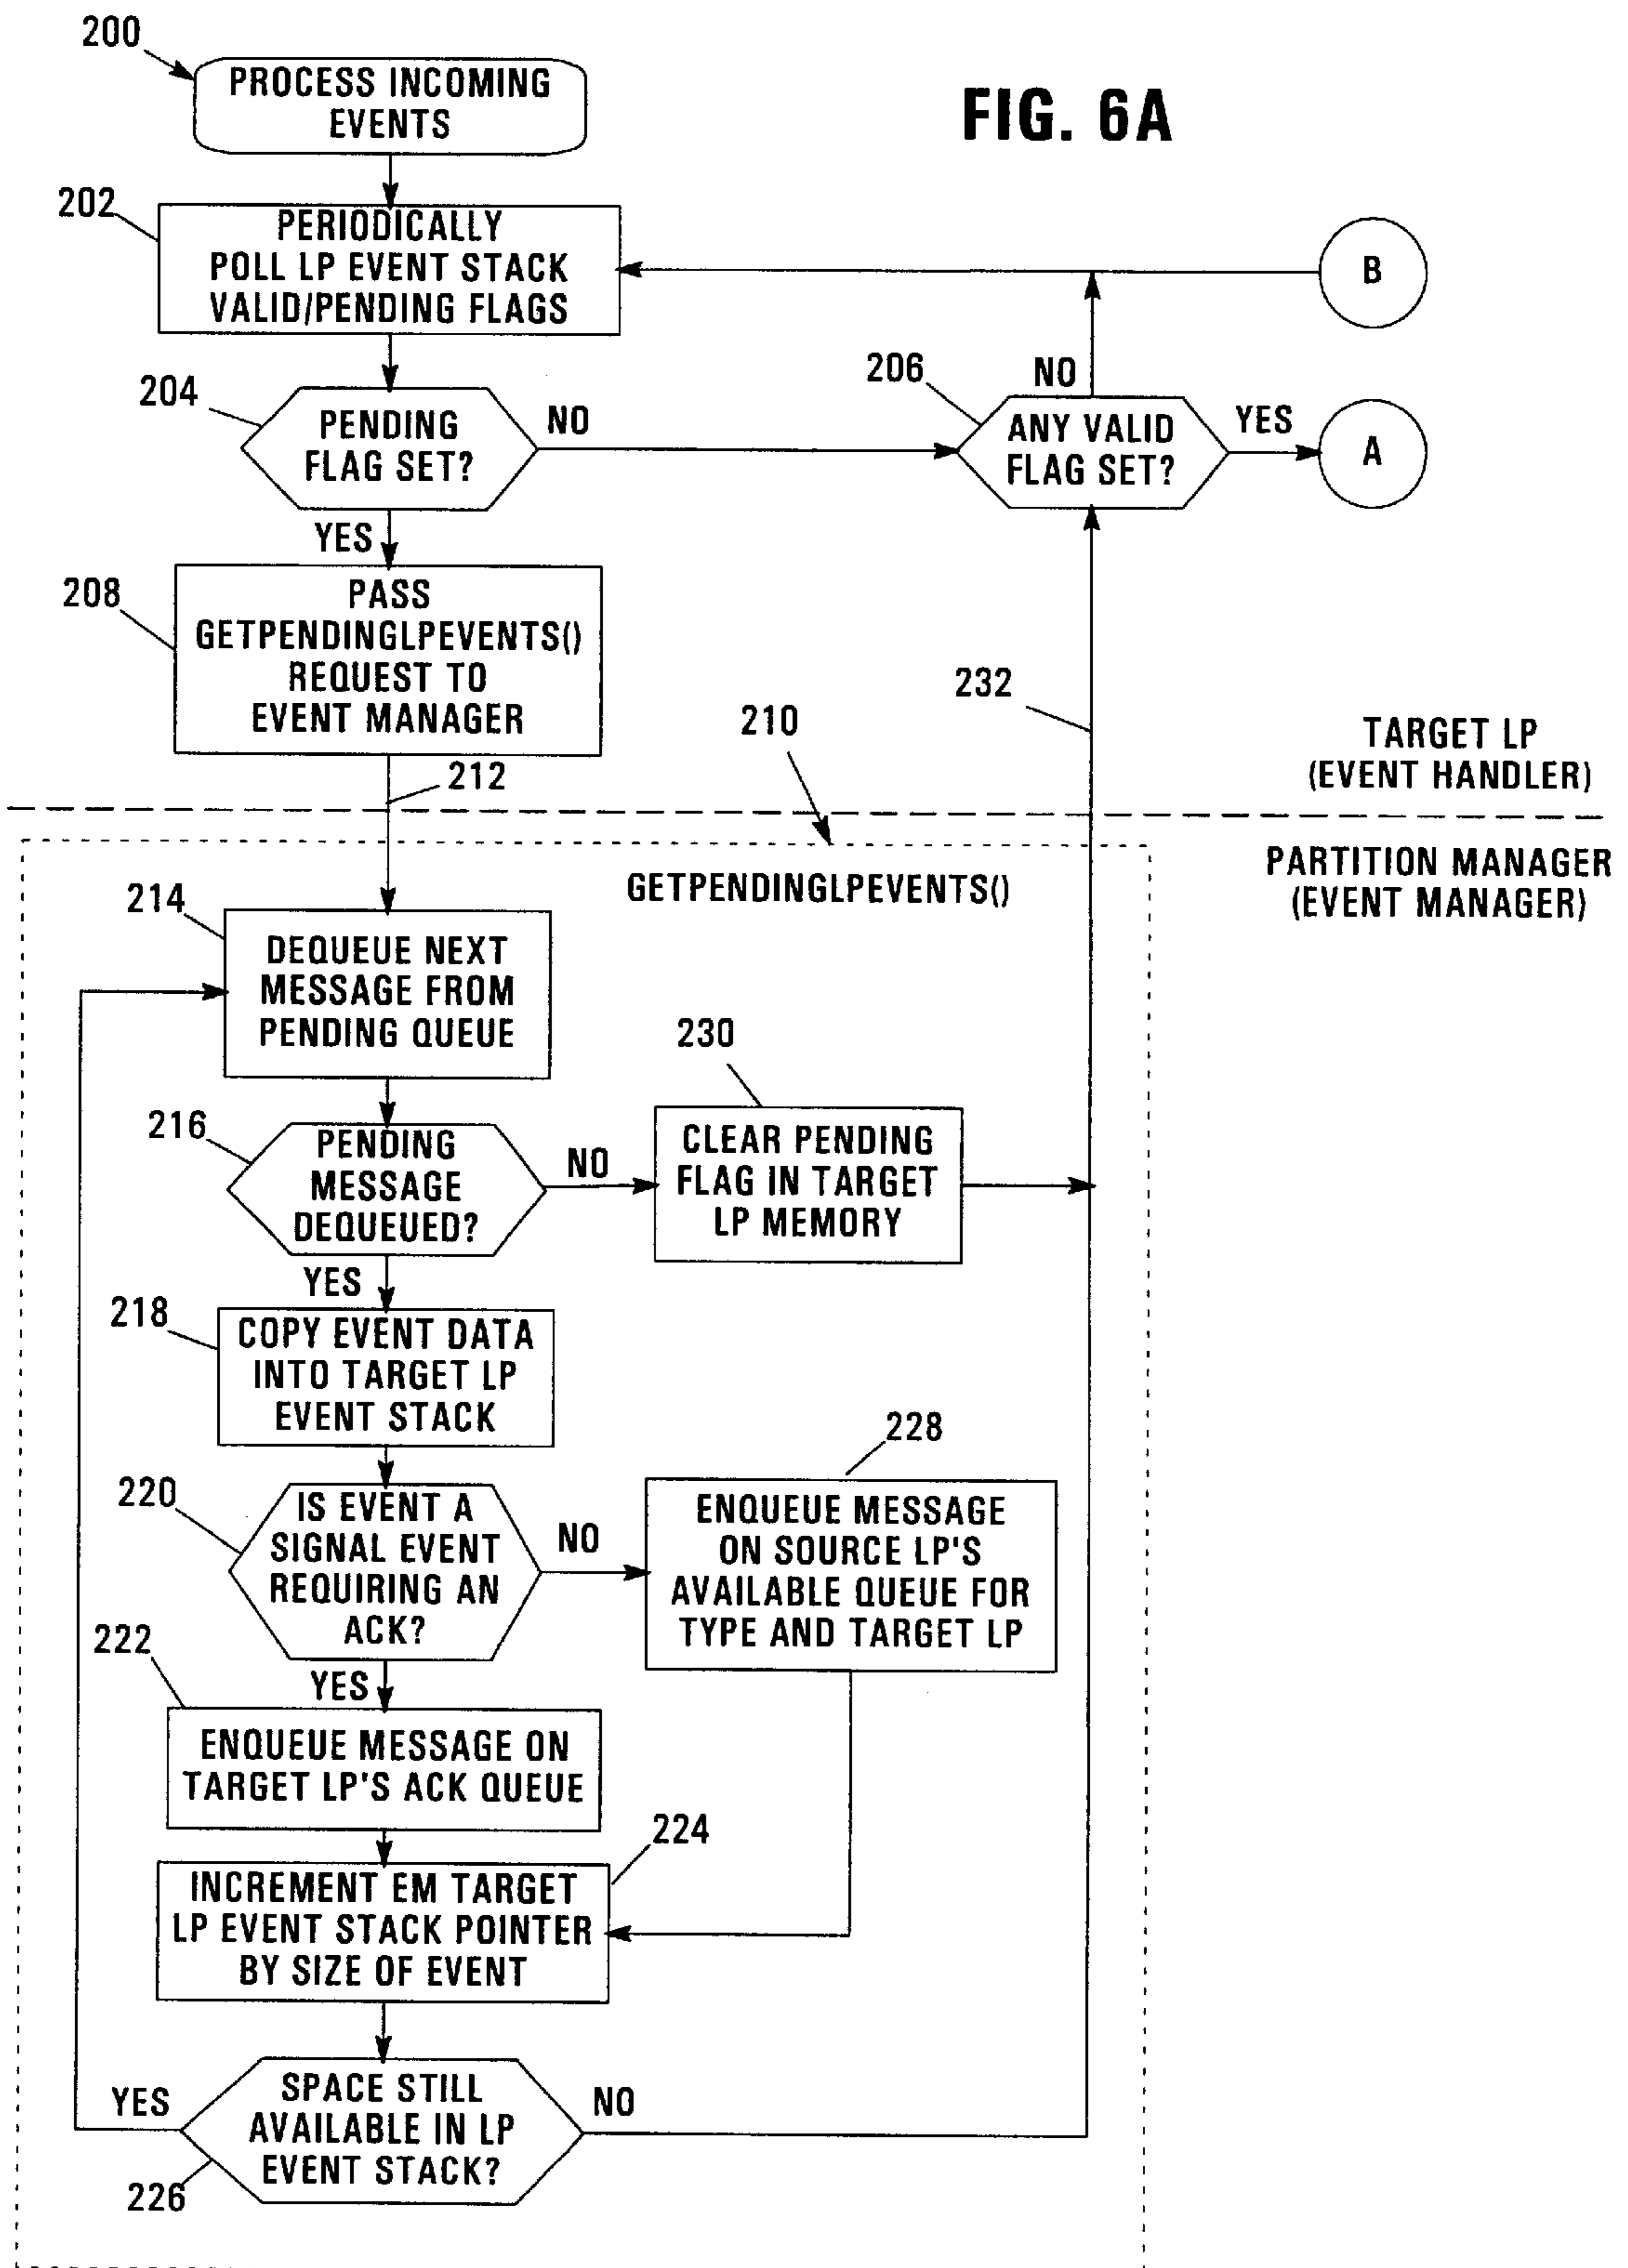 200
PROCESS INCOMING
EVENTS
FIG. 6A
202
PERIODICALLY
POLL LP EVENT STACK
VALID/PENDING FLAGS
B
204
PENDING
FLAG SET?
NO
206
NO
ANY VALID
FLAG SET?
YES
A
YES
208
PASS
GETPENDINGLPEVENTS()
REQUEST TO
EVENT MANAGER
232
210
212
TARGET LP
(EVENT HANDLER)
PARTITION MANAGER
(EVENT MANAGER)
GETPENDINGLPEVENTS()
214
DEQUEUE NEXT
MESSAGE FROM
PENDING QUEUE
216
PENDING
MESSAGE
DEQUEUED?
NO
230
CLEAR PENDING
FLAG IN TARGET
LP MEMORY
YES
218
COPY EVENT DATA
INTO TARGET LP
EVENT STACK
220
IS EVENT A
SIGNAL EVENT
REQUIRING AN
ACK?
NO
228
ENQUEUE MESSAGE
ON SOURCE LP'S
AVAILABLE QUEUE FOR
TYPE AND TARGET LP
YES
222
ENQUEUE MESSAGE ON
TARGET LP'S ACK QUEUE
224
INCREMENT EM TARGET
LP EVENT STACK POINTER
BY SIZE OF EVENT
YES
SPACE STILL
AVAILABLE IN LP
EVENT STACK?
NO
226